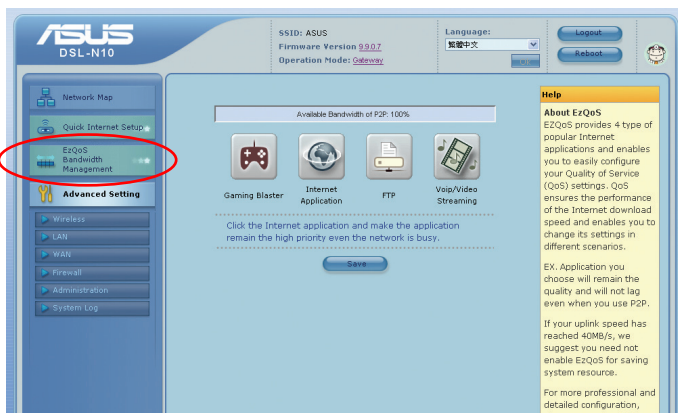 ASUS
DSL-N10
SSID: ASUS
Firmware Version 9.9.0.7
Operation Mode: Gateway
Language:
繁體中文
Logout
Reboot
Network Map
Quick Internet Setup
EzQoS
Bandwidth
Management
Advanced Setting
Wireless
LAN
WAN
Firewall
Administration
System Log
Available Bandwidth of P2P: 100%
Gaming Blaster
Internet
Application
FTP
Voip/Video
Streaming
Click the Internet application and make the application
remain the high priority even the network is busy.
Save
Help
About EzQoS
EZQoS provides 4 type of
popular Internet
applications and enables
you to easily configure
your Quality of Service
(QoS) settings. QoS
ensures the performance
of the Internet download
speed and enables you to
change its settings in
different scenarios.
EX. Application you
choose will remain the
quality and will not lag
even when you use P2P.
If your uplink speed has
reached 40MB/s, we
suggest you need not
enable EzQoS for saving
system resource.
For more professional and
detailed configuration,